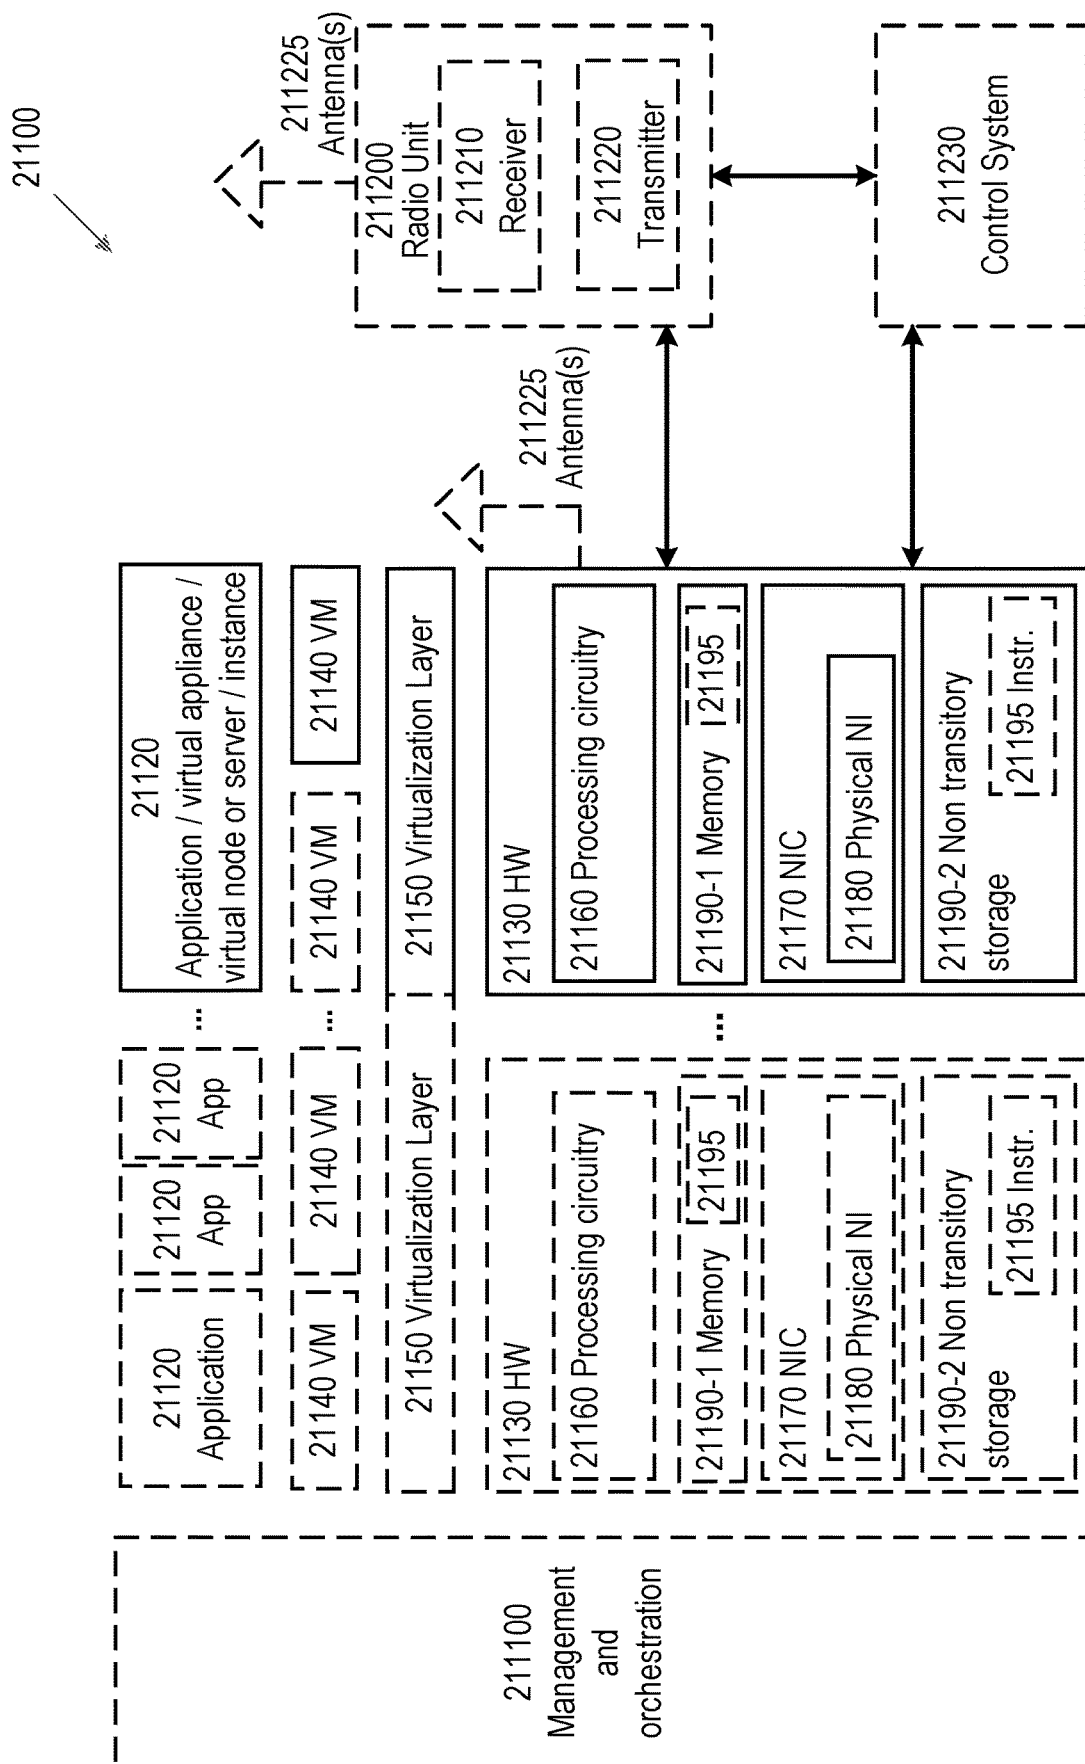 21100
211100
Management
and
orchestration
21120
Application
21120
App
21120
App
...
21120
Application / virtual appliance /
virtual node or server / instance
21140 VM
21140 VM
...
21140 VM
21140 VM
21150 Virtualization Layer
21150 Virtualization Layer
21130 HW
21160 Processing circuitry
21190-1 Memory
21195
21170 NIC
21180 Physical NI
21190-2 Non transitory
storage
21195 Instr.
...
21130 HW
21160 Processing circuitry
21190-1 Memory
21195
21170 NIC
21180 Physical NI
21190-2 Non transitory
storage
21195 Instr.
211225
Antenna(s)
211225
Antenna(s)
211200
Radio Unit
211210
Receiver
211220
Transmitter
211230
Control System